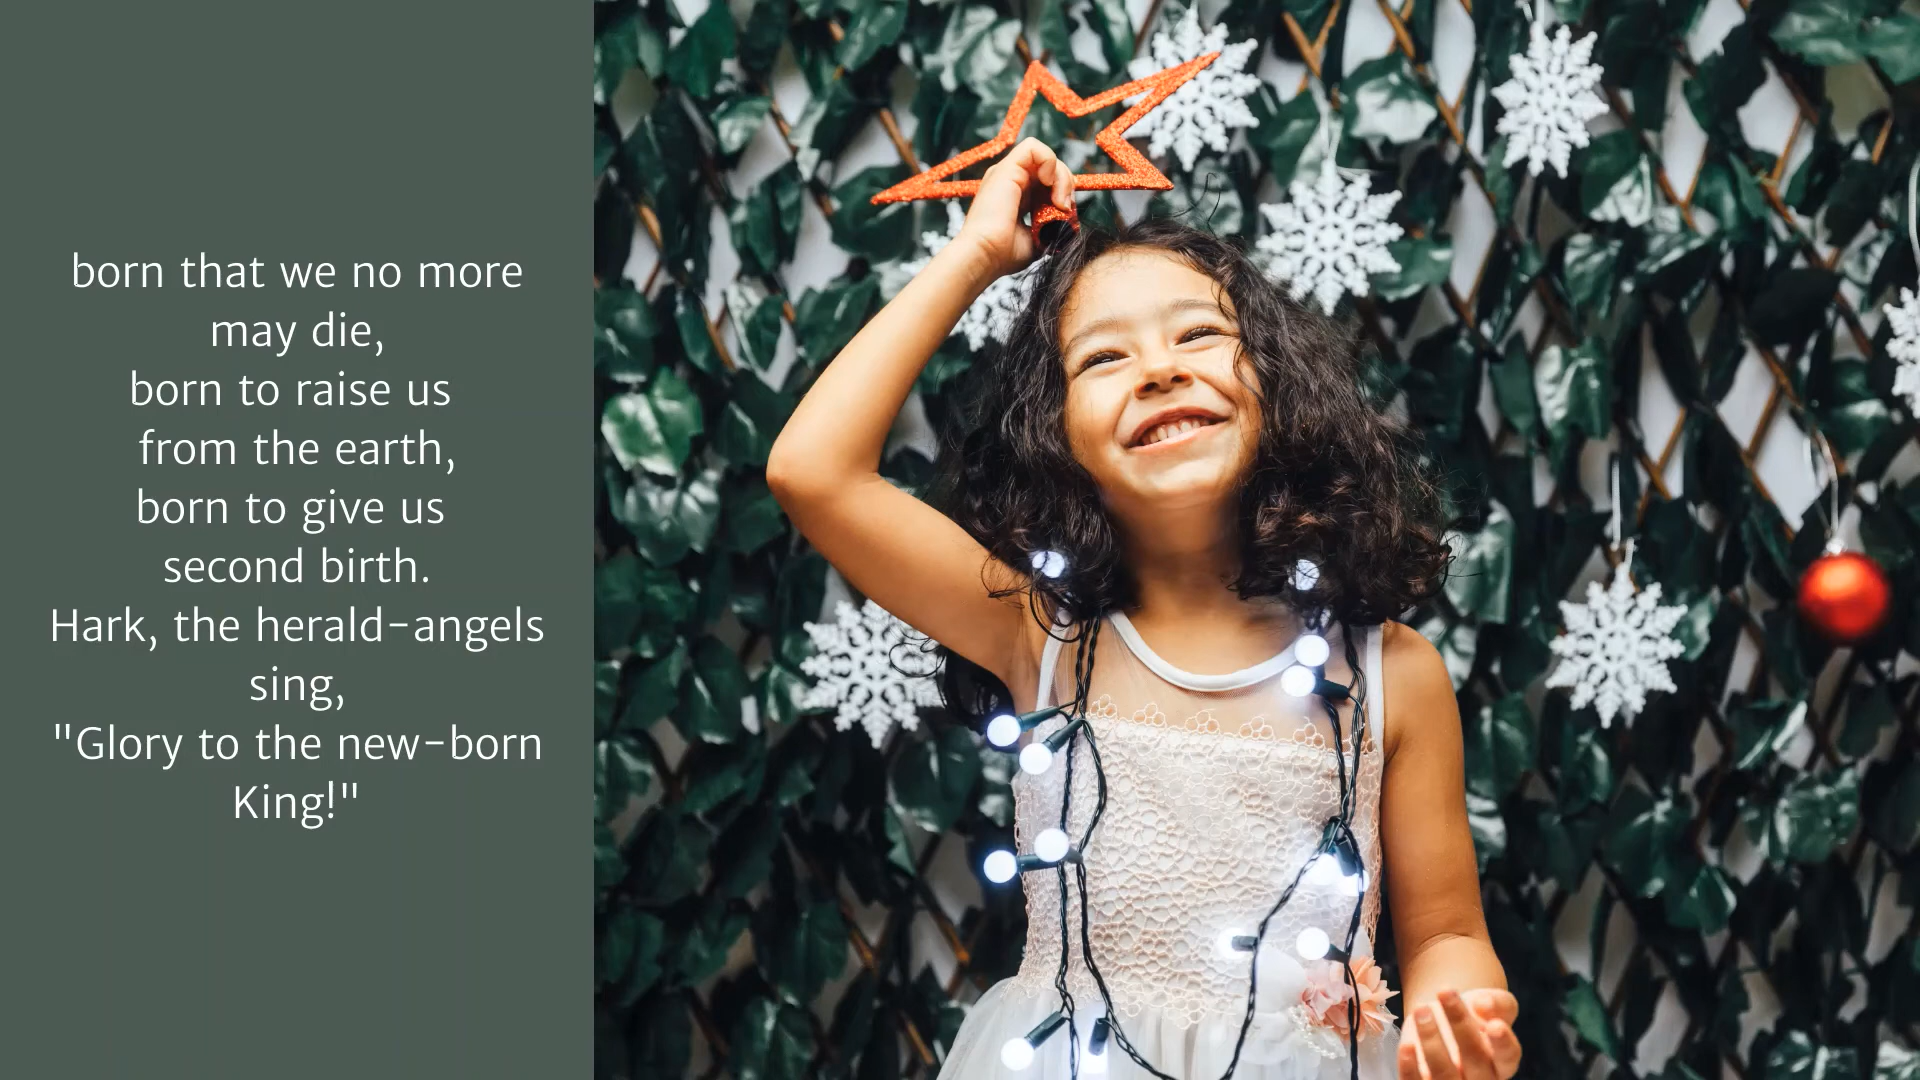 born that we no more
may die,
born to raise us
from the earth,
born to give us
second birth.
Hark, the herald-angels
sing,
"Glory to the new-born
King!"